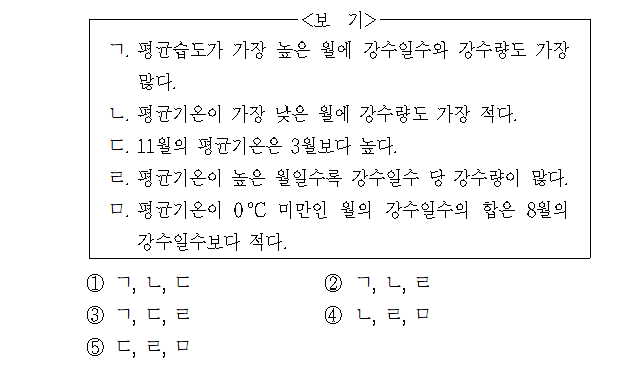 <보 기>
ㄱ. 평균습도가 가장 높은 월에 강수일수와 강수량도 가장
많다.
ㄴ. 평균기온이 가장 낮은 월에 강수량도 가장 적다.
ㄷ. 11월의 평균기온은 3월보다 높다.
ㄹ. 평균기온이 높은 월일수록 강수일수 당 강수량이 많다.
ㅁ. 평균기온이 0℃ 미만인 월의 강수일수의 합은 8월의
강수일수보다 적다.
① ㄱ, ㄴ, ㄷ ② ㄱ, ㄴ, ㄹ
③ ㄱ, ㄷ, ㄹ ④ ㄴ, ㄹ, ㅁ
⑤ ㄷ, ㄹ, ㅁ